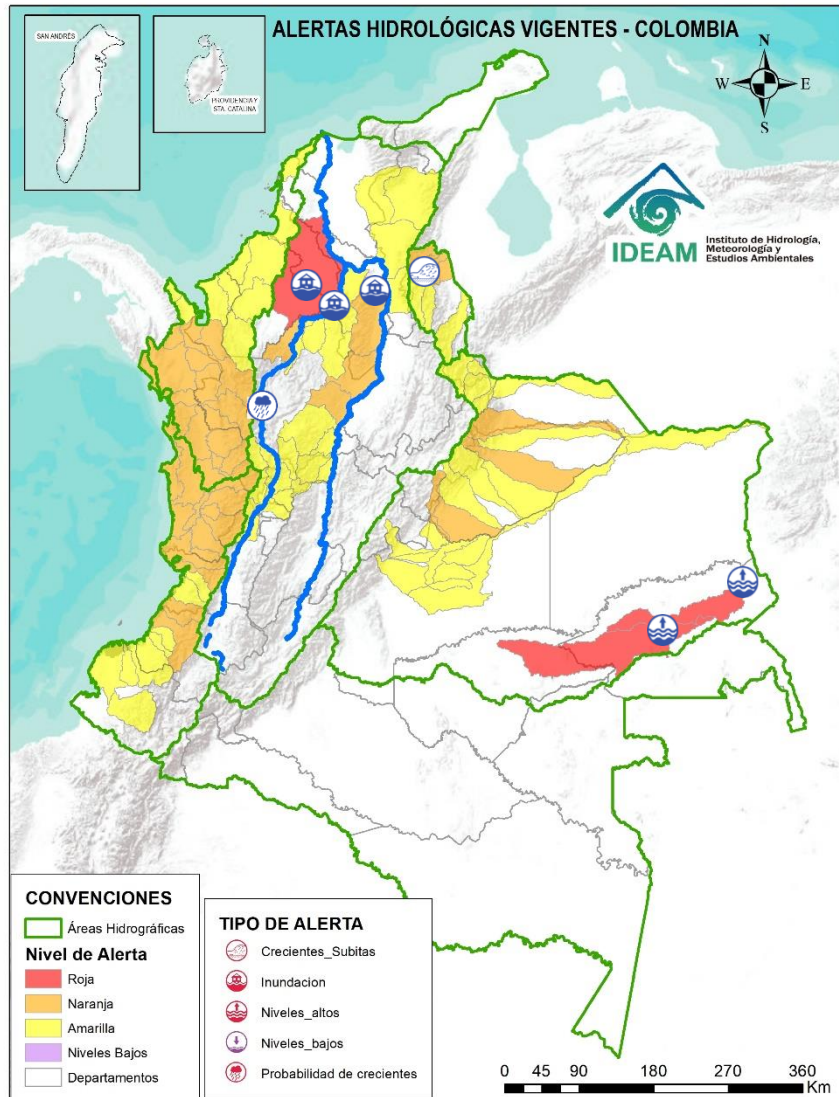 ALERTAS HIDROLÓGICAS VIGENTES - COLOMBIA
SAN ANDRÉS
PROVIDENCIA Y
STA. CATALINA
N
W
E
S
IDEAM
Instituto de Hidrología,
Meteorología y
Estudios Ambientales
CONVENCIONES
Áreas Hidrográficas
Nivel de Alerta
Roja
Naranja
Amarilla
Niveles Bajos
Departamentos
TIPO DE ALERTA
Crecientes_Subitas
Inundacion
Niveles_altos
Niveles_bajos
Probabilidad de crecientes
0 45 90 180 270 360
Km